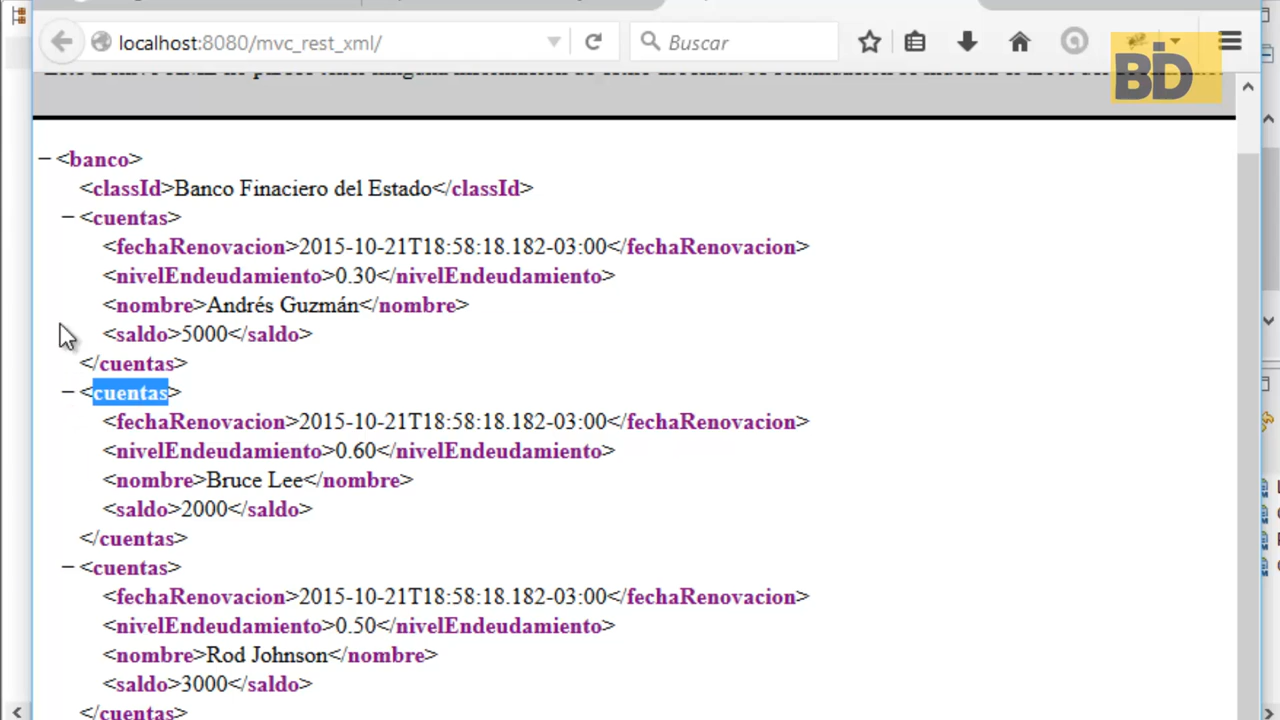 localhost:8080/mvc_rest_xml/
Buscar
BD
− <banco>
<classId>Banco Finaciero del Estado</classId>
− <cuentas>
<fechaRenovacion>2015-10-21T18:58:18.182-03:00</fechaRenovacion>
<nivelEndeudamiento>0.30</nivelEndeudamiento>
<nombre>Andrés Guzmán</nombre>
<saldo>5000</saldo>
</cuentas>
− <cuentas>
<fechaRenovacion>2015-10-21T18:58:18.182-03:00</fechaRenovacion>
<nivelEndeudamiento>0.60</nivelEndeudamiento>
<nombre>Bruce Lee</nombre>
<saldo>2000</saldo>
</cuentas>
− <cuentas>
<fechaRenovacion>2015-10-21T18:58:18.182-03:00</fechaRenovacion>
<nivelEndeudamiento>0.50</nivelEndeudamiento>
<nombre>Rod Johnson</nombre>
<saldo>3000</saldo>
</cuentas>